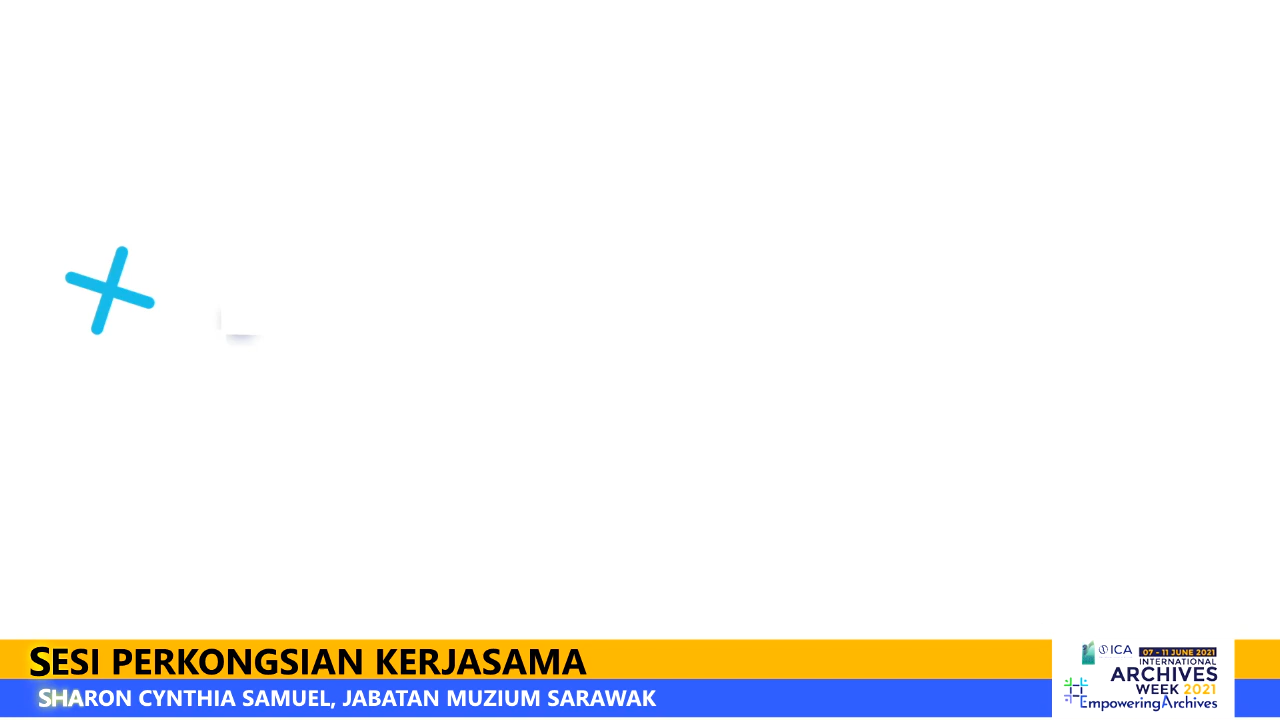 SESI PERKONGSIAN KERJASAMA
SHARON CYNTHIA SAMUEL, JABATAN MUZIUM SARAWAK
ICA
07 - 11 JUNE 2021
INTERNATIONAL
ARCHIVES
WEEK 2021
EmpoweringArchives